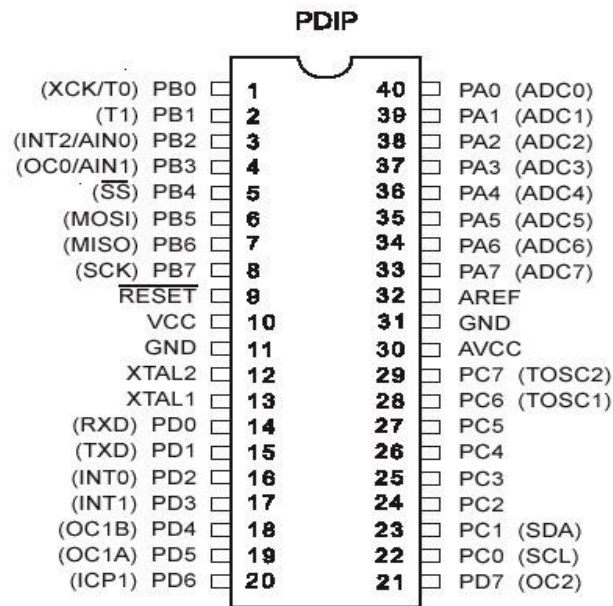 PDIP
(XCK/T0) PB0 1 40 PA0 (ADC0)
(T1) PB1 2 39 PA1 (ADC1)
(INT2/AIN0) PB2 3 38 PA2 (ADC2)
(OC0/AIN1) PB3 4 37 PA3 (ADC3)
(SS) PB4 5 36 PA4 (ADC4)
(MOSI) PB5 6 35 PA5 (ADC5)
(MISO) PB6 7 34 PA6 (ADC6)
(SCK) PB7 8 33 PA7 (ADC7)
RESET 9 32 AREF
VCC 10 31 GND
GND 11 30 AVCC
XTAL2 12 29 PC7 (TOSC2)
XTAL1 13 28 PC6 (TOSC1)
(RXD) PD0 14 27 PC5
(TXD) PD1 15 26 PC4
(INT0) PD2 16 25 PC3
(INT1) PD3 17 24 PC2
(OC1B) PD4 18 23 PC1 (SDA)
(OC1A) PD5 19 22 PC0 (SCL)
(ICP1) PD6 20 21 PD7 (OC2)